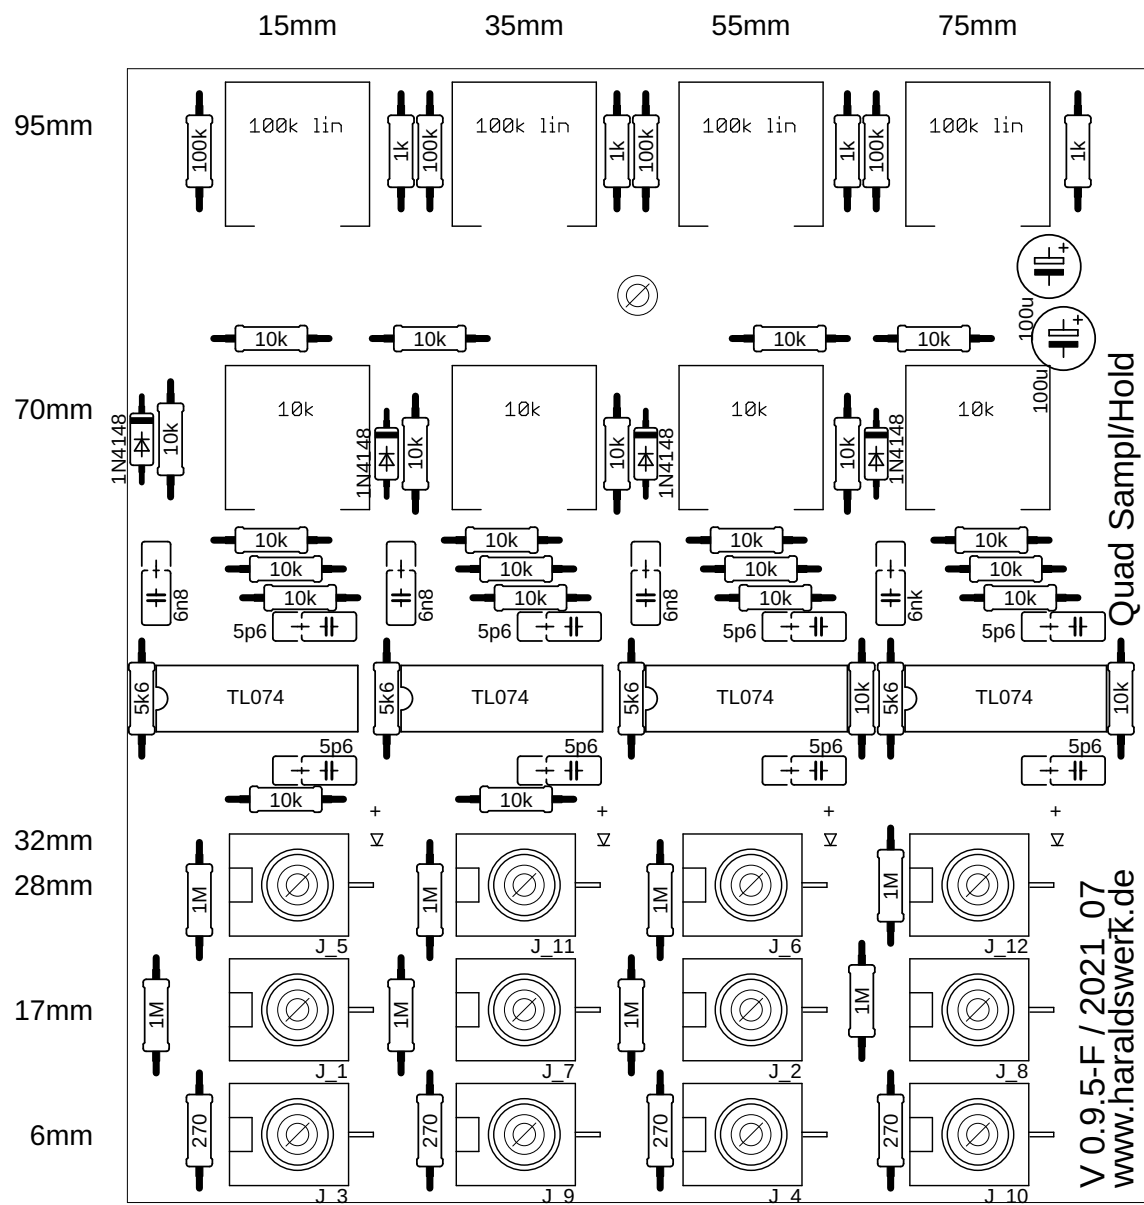 15mm 35mm 55mm 75mm
95mm
100k lin 100k lin 100k lin 100k lin
100k 1k 100k 1k 100k 1k 100k 1k
100u
10k 10k 10k 10k
100u
70mm
10k 10k 10k 10k
1N4148 10k 1N4148 10k 10k 1N4148 10k 1N4148
Quad Sampl/Hold
10k 10k 10k 10k
10k 10k 10k 10k
10k 10k 10k 10k
6n8 6n8 6n8 6nk
5p6 5p6 5p6 5p6
5k6 TL074 5k6 TL074 5k6 TL074 10k 5k6 TL074 10k
5p6 5p6 5p6 5p6
10k 10k
+ + + +
32mm
28mm
1M 1M 1M 1M
J_5 J_11 J_6 J_12
17mm
1M 1M 1M 1M
J_1 J_7 J_2 J_8
6mm
270 270 270 270
J_3 J_9 J_4 J_10
V 0.9.5-F / 2021_07
www.haraldswerk.de